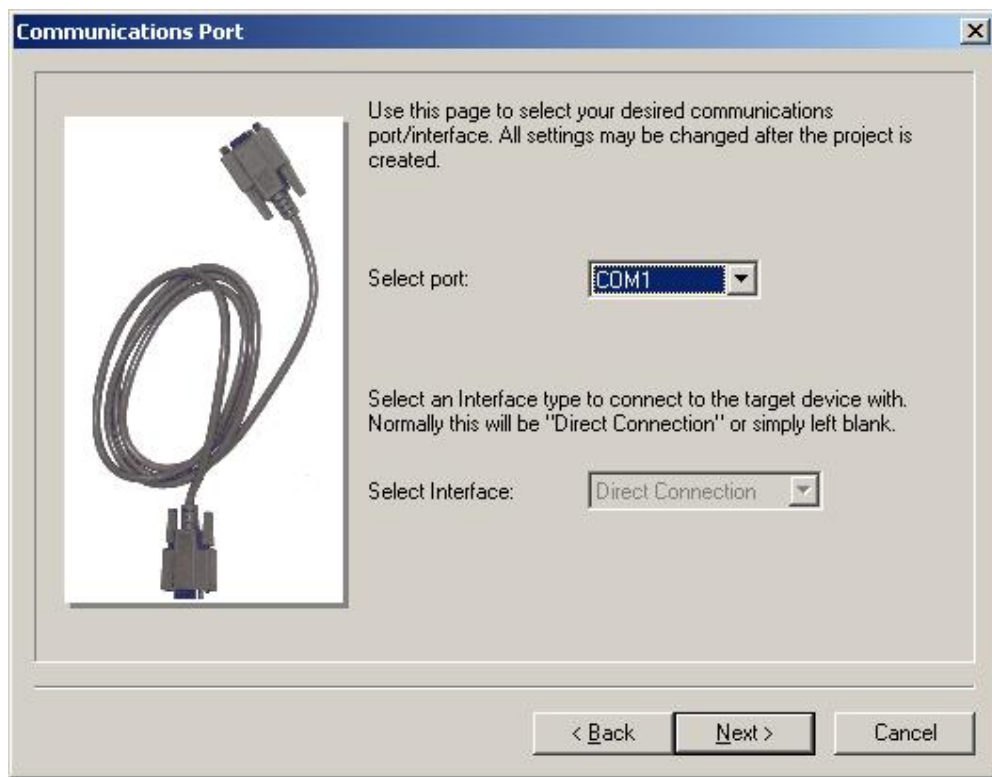 Communications Port
Use this page to select your desired communications
port/interface. All settings may be changed after the project is
created.
Select port:
COM1
Select an Interface type to connect to the target device with.
Normally this will be "Direct Connection" or simply left blank.
Select Interface:
Direct Connection
< Back
Next >
Cancel